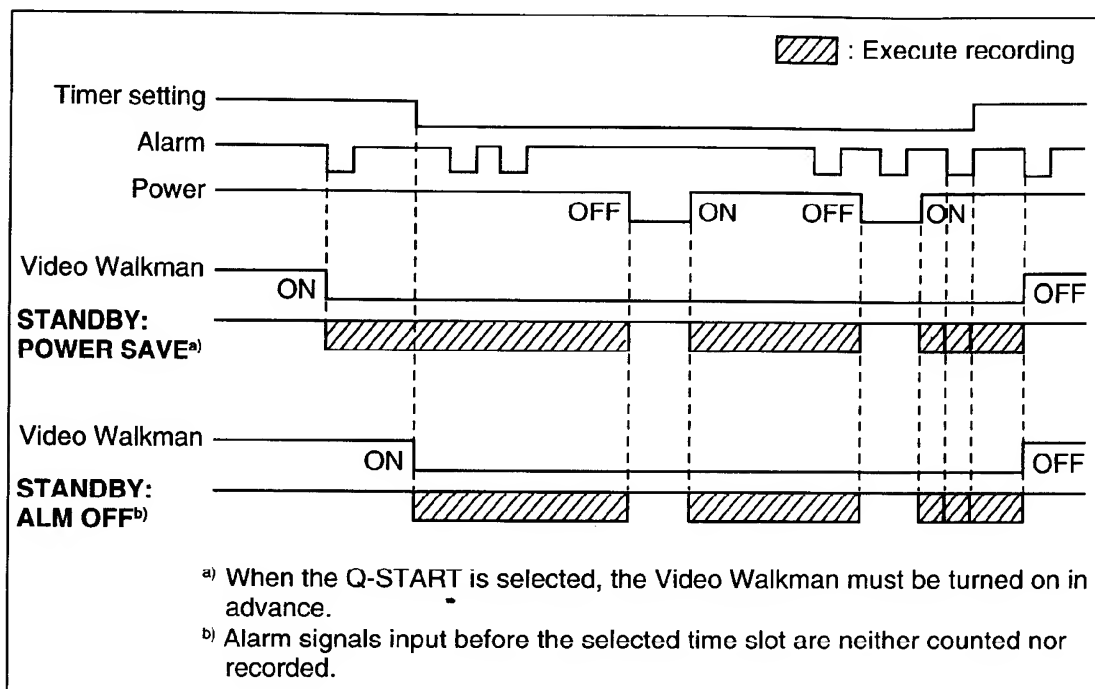 : Execute recording
Timer setting
Alarm
Power
OFF ON OFF ON
Video Walkman
ON OFF
STANDBY:
POWER SAVEa)
Video Walkman
ON OFF
STANDBY:
ALM OFFb)
a) When the Q-START is selected, the Video Walkman must be turned on in
advance.
b) Alarm signals input before the selected time slot are neither counted nor
recorded.